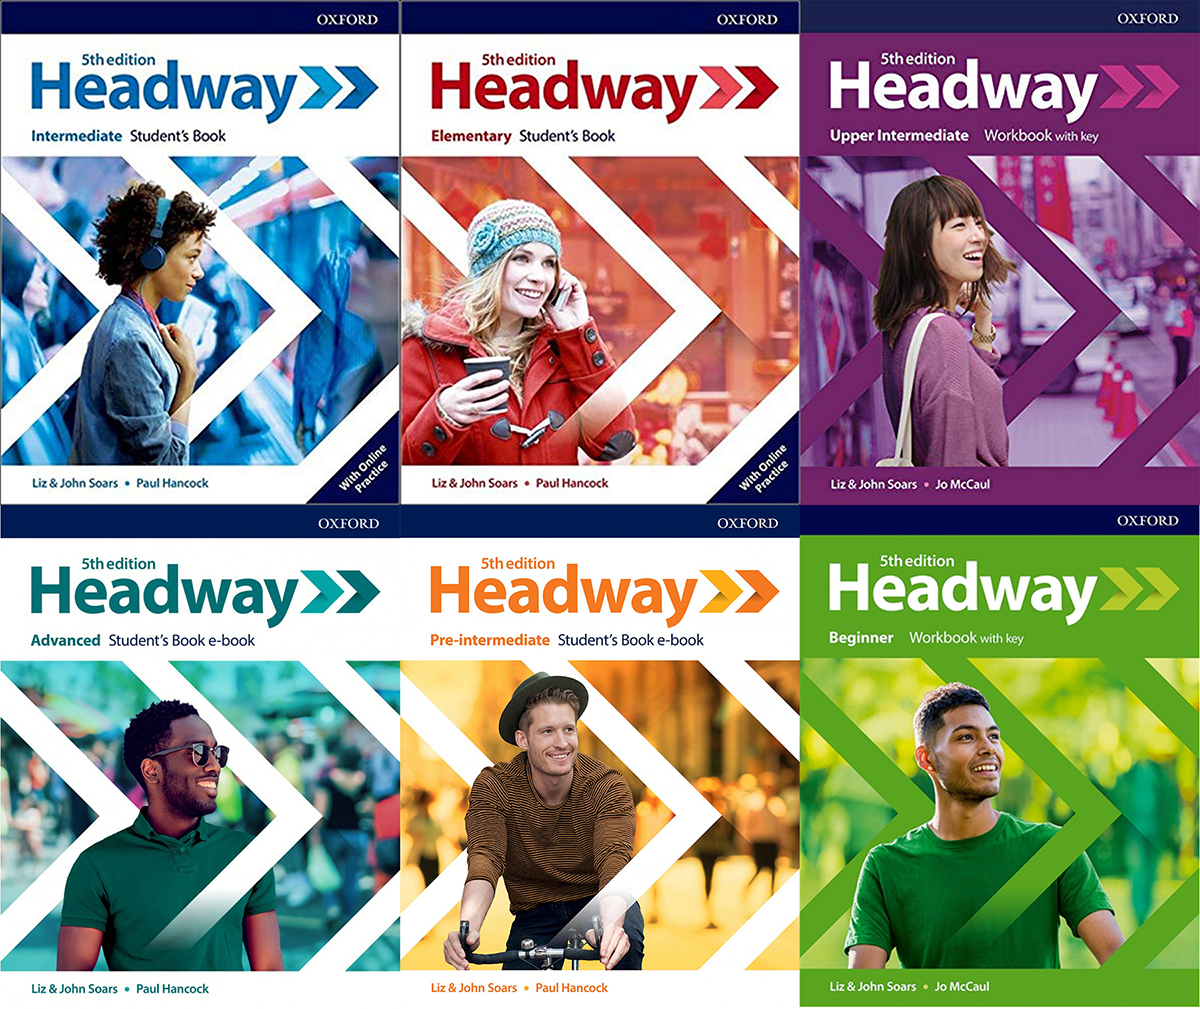 OXFORD
5th edition
Headway
Intermediate Student's Book
With Online
Practice
Liz & John Soars • Paul Hancock
OXFORD
5th edition
Headway
Elementary Student's Book
With Online
Practice
Liz & John Soars • Paul Hancock
OXFORD
5th edition
Headway
Upper Intermediate Workbook with key
Liz & John Soars • Jo McCaul
OXFORD
5th edition
Headway
Advanced Student's Book e-book
Liz & John Soars • Paul Hancock
OXFORD
5th edition
Headway
Pre-intermediate Student's Book e-book
Liz & John Soars • Paul Hancock
OXFORD
5th edition
Headway
Beginner Workbook with key
Liz & John Soars • Jo McCaul